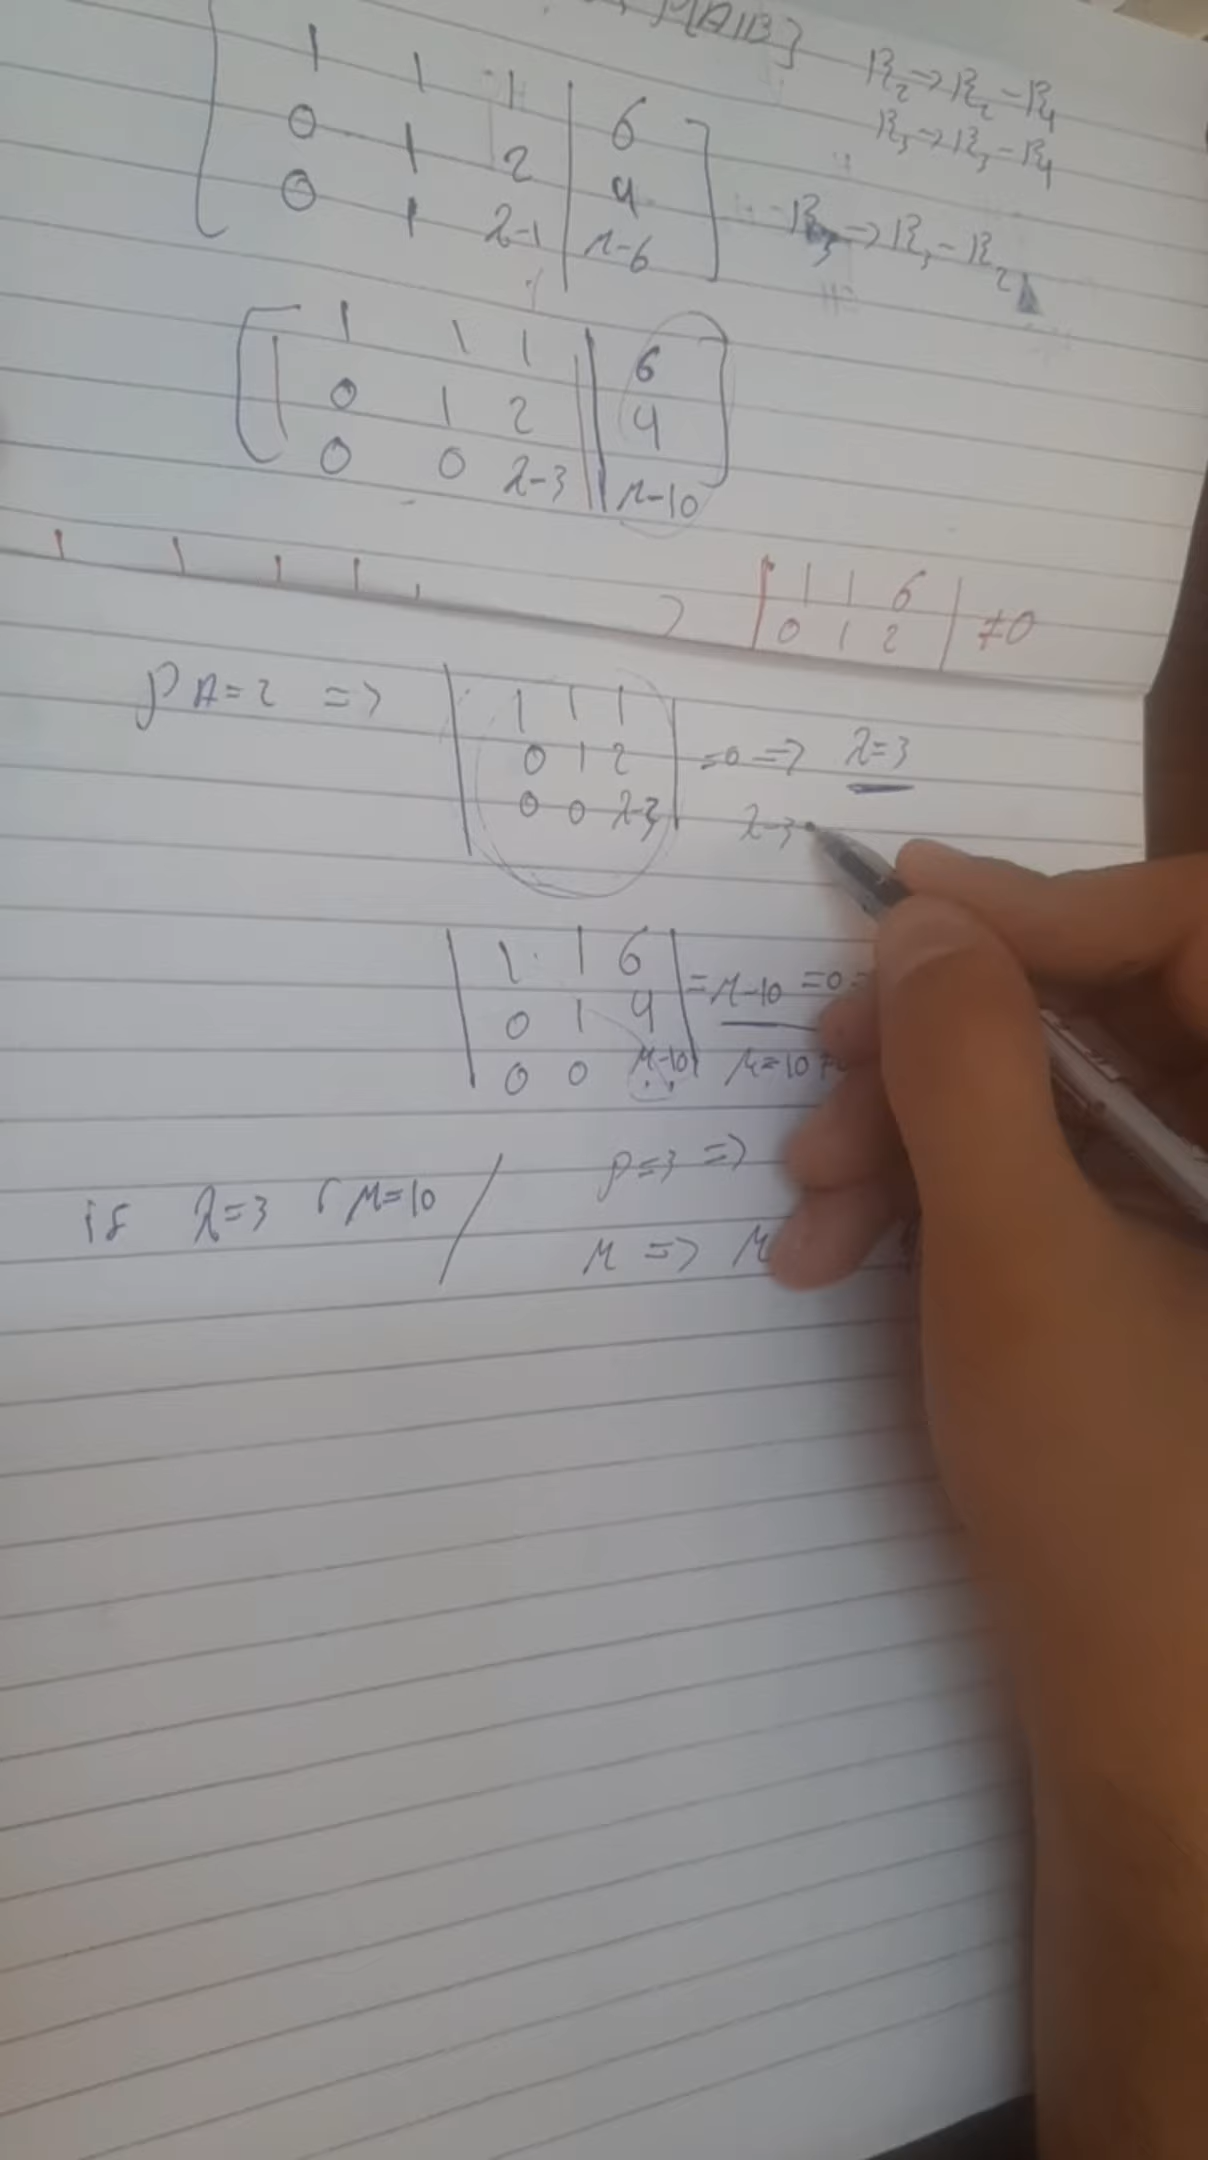 [A|B] R₂ → R₂ - R₁
R₃ → R₃ - R₁
1 1 1 | 6
0 1 2 | 4
0 1 λ-1 | μ-6
R₃ → R₃ - R₂
1 1 1 | 6
0 1 2 | 4
0 0 λ-3 | μ-10
| 1 1 6 |
| 0 1 2 | ≠0
ρA=2 =>
| 1 1 1 |
| 0 1 2 | =0 => λ=3
| 0 0 λ-3 | λ-3
| 1 1 6 |
| 0 1 4 | = μ-10 =0
| 0 0 μ-10 | μ=10
ρ=3 =>
if λ=3 , μ=10 /
μ => μ